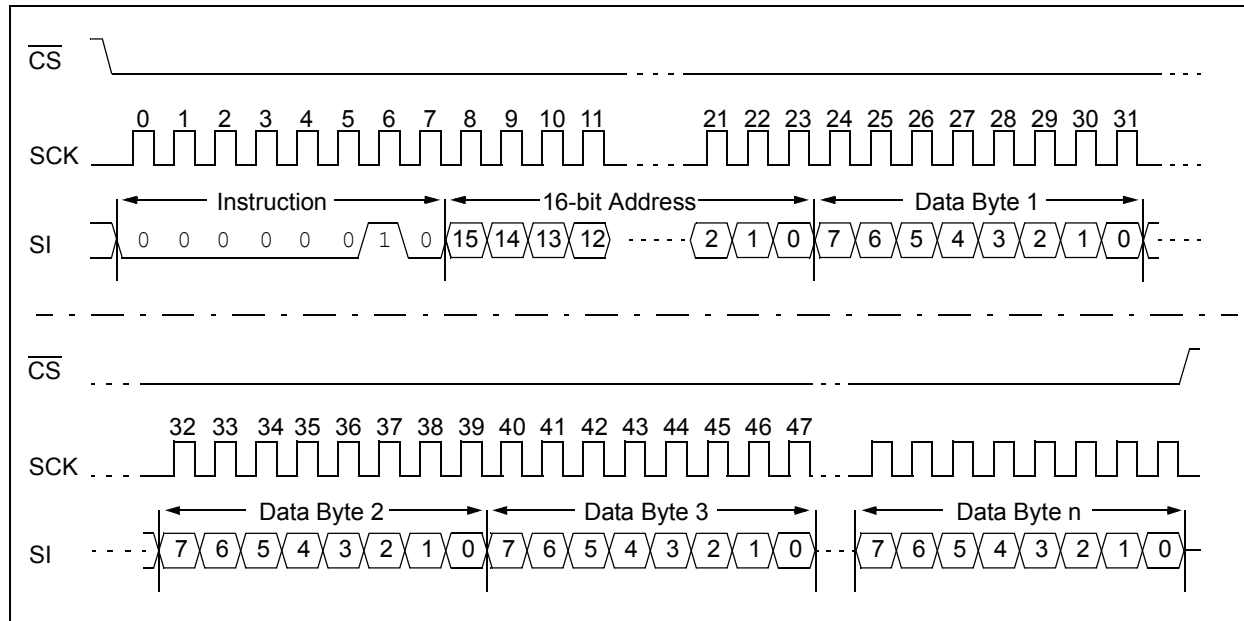 CS
0 1 2 3 4 5 6 7 8 9 10 11 21 22 23 24 25 26 27 28 29 30 31
SCK
Instruction 16-bit Address Data Byte 1
SI 0 0 0 0 0 0 1 0 15 14 13 12 2 1 0 7 6 5 4 3 2 1 0
CS
32 33 34 35 36 37 38 39 40 41 42 43 44 45 46 47
SCK
Data Byte 2 Data Byte 3 Data Byte n
SI 7 6 5 4 3 2 1 0 7 6 5 4 3 2 1 0 7 6 5 4 3 2 1 0